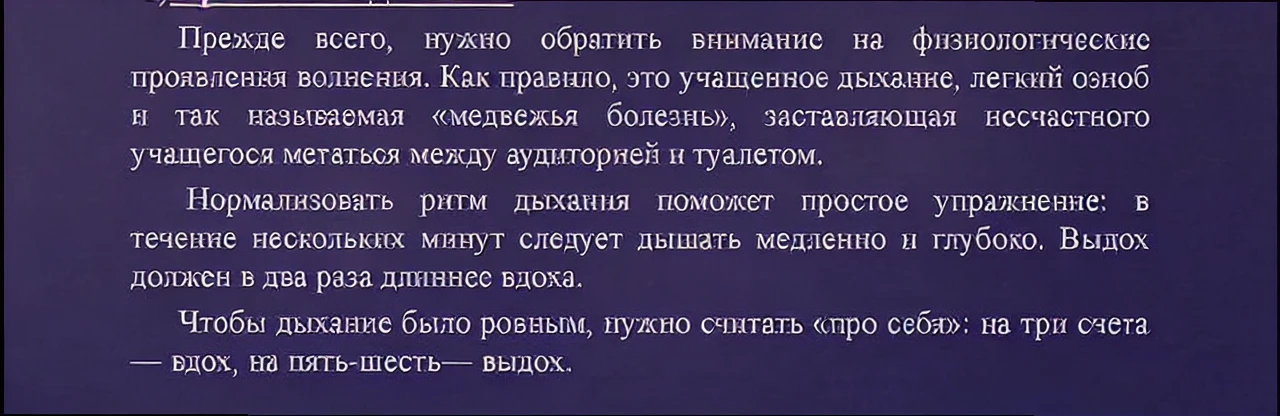 Прежде всего, нужно обратить внимание на физиологические
проявления волнения. Как правило, это учащенное дыхание, легкий озноб
и так называемая «медвежья болезнь», заставляющая несчастного
учащегося метаться между аудиторией и туалетом.
Нормализовать ритм дыхания поможет простое упражнение: в
течение нескольких минут следует дышать медленно и глубоко. Выдох
должен в два раза длиннее вдоха.
Чтобы дыхание было ровным, нужно считать «про себя»: на три счета
— вдох, на пять-шесть— выдох.